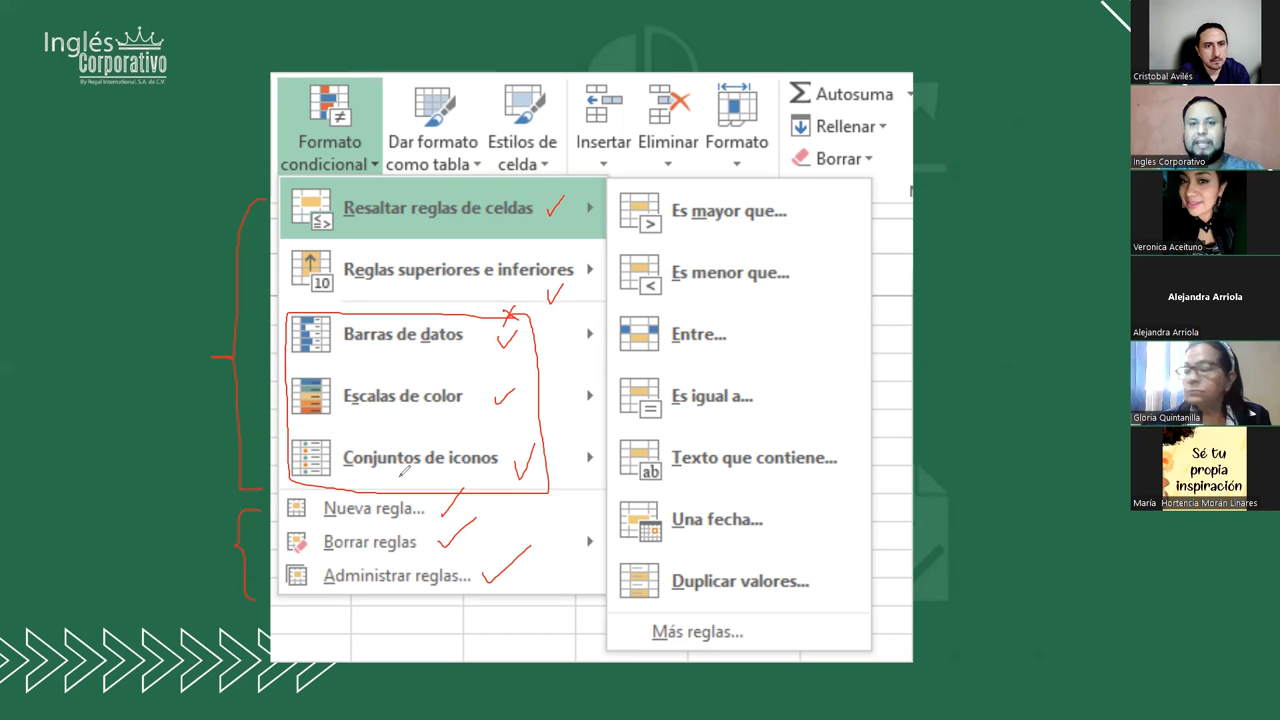 Inglés
Corporativo
By Regal International, S.A. de C.V.
Formato condicional
Dar formato como tabla
Estilos de celda
Insertar
Eliminar
Formato
Autosuma
Rellenar
Borrar
Resaltar reglas de celdas
Reglas superiores e inferiores
Barras de datos
Escalas de color
Conjuntos de iconos
Nueva regla...
Borrar reglas
Administrar reglas...
Es mayor que...
Es menor que...
Entre...
Es igual a...
Texto que contiene...
Una fecha...
Duplicar valores...
Más reglas...
Cristobal Avilés
Ingles Corporativo
Veronica Aceituno
Alejandra Arriola
Alejandra Arriola
Gloria Quintanilla
Sé tu
propia
inspiración
María Hortencia Morán Linares